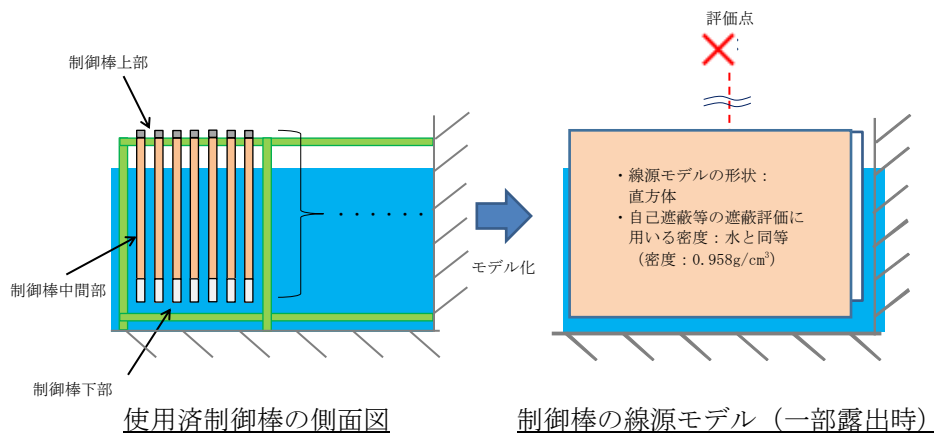 評価点
制御棒上部
・線源モデルの形状：
直方体
・自己遮蔽等の遮蔽評価に
用いる密度：水と同等
（密度：0.958g/cm³）
・・・・・・
モデル化
制御棒中間部
制御棒下部
使用済制御棒の側面図
制御棒の線源モデル（一部露出時）